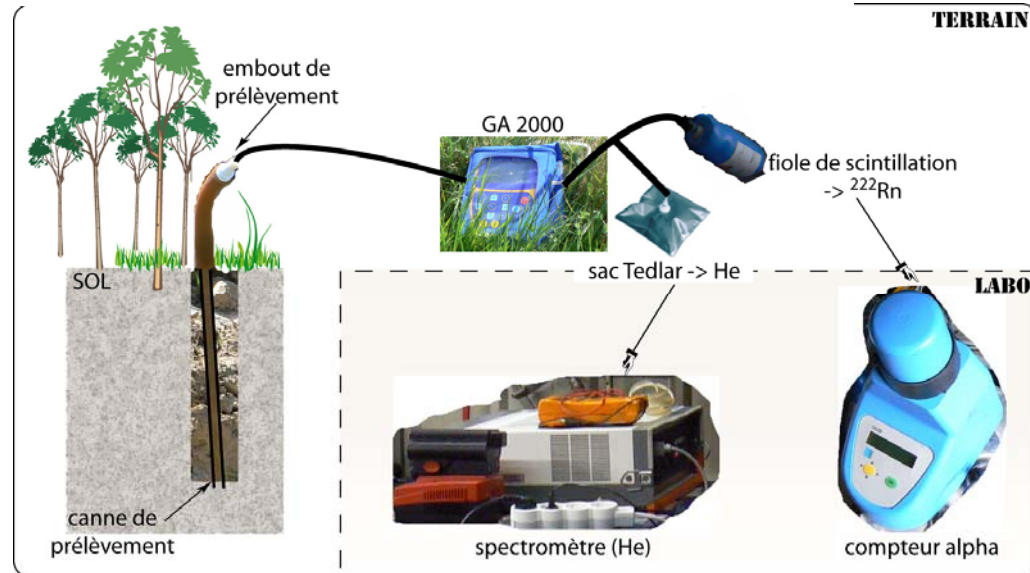 TERRAIN
embout de
prélèvement
GA 2000
fiole de scintillation
-> ²²²Rn
SOL
sac Tedlar -> He
LABO
canne de
prélèvement
spectromètre (He)
compteur alpha